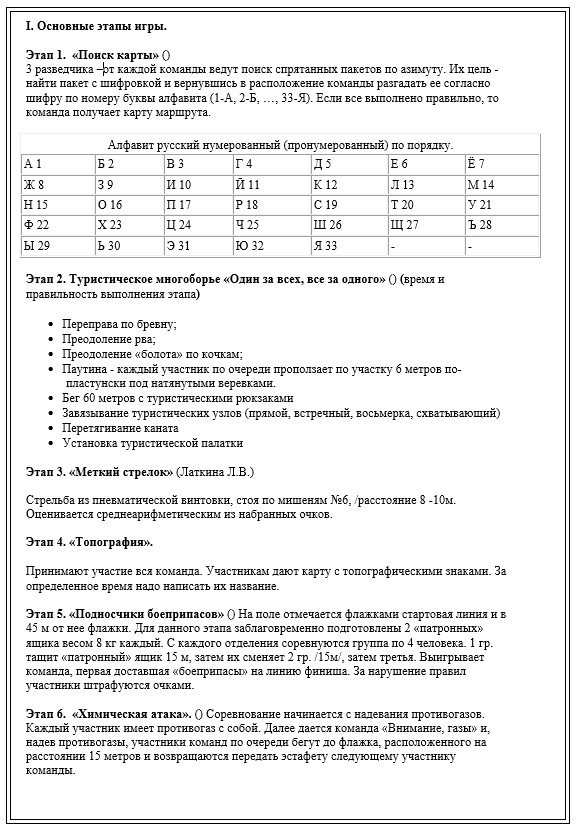 I. Основные этапы игры.
Этап 1. «Поиск карты» ()
3 разведчика –от каждой команды ведут поиск спрятанных пакетов по азимуту. Их цель -
найти пакет с шифровкой и вернувшись в расположение команды разгадать ее согласно
шифру по номеру буквы алфавита (1-А, 2-Б, …, 33-Я). Если все выполнено правильно, то
команда получает карту маршрута.
Алфавит русский нумерованный (пронумерованный) по порядку.
А 1 Б 2 В 3 Г 4 Д 5 Е 6 Ё 7
Ж 8 З 9 И 10 Й 11 К 12 Л 13 М 14
Н 15 О 16 П 17 Р 18 С 19 Т 20 У 21
Ф 22 Х 23 Ц 24 Ч 25 Ш 26 Щ 27 Ъ 28
Ы 29 Ь 30 Э 31 Ю 32 Я 33 - -
Этап 2. Туристическое многоборье «Один за всех, все за одного» () (время и
правильность выполнения этапа)
• Переправа по бревну;
• Преодоление рва;
• Преодоление «болота» по кочкам;
• Паутина - каждый участник по очереди проползает по участку 6 метров по-
пластунски под натянутыми веревками.
• Бег 60 метров с туристическими рюкзаками
• Завязывание туристических узлов (прямой, встречный, восьмерка, схватывающий)
• Перетягивание каната
• Установка туристической палатки
Этап 3. «Меткий стрелок» (Латкина Л.В.)
Стрельба из пневматической винтовки, стоя по мишеням №6, /расстояние 8 -10м.
Оценивается среднеарифметическим из набранных очков.
Этап 4. «Топография».
Принимают участие вся команда. Участникам дают карту с топографическими знаками. За
определенное время надо написать их название.
Этап 5. «Подносчики боеприпасов» () На поле отмечается флажками стартовая линия и в
45 м от нее флажки. Для данного этапа заблаговременно подготовлены 2 «патронных»
ящика весом 8 кг каждый. С каждого отделения соревнуются группа по 4 человека. 1 гр.
тащит «патронный» ящик 15 м, затем их сменяет 2 гр. /15м/, затем третья. Выигрывает
команда, первая доставшая «боеприпасы» на линию финиша. За нарушение правил
участники штрафуются очками.
Этап 6. «Химическая атака». () Соревнование начинается с надевания противогазов.
Каждый участник имеет противогаз с собой. Далее дается команда «Внимание, газы» и,
надев противогазы, участники команд по очереди бегут до флажка, расположенного на
расстоянии 15 метров и возвращаются передать эстафету следующему участнику
команды.